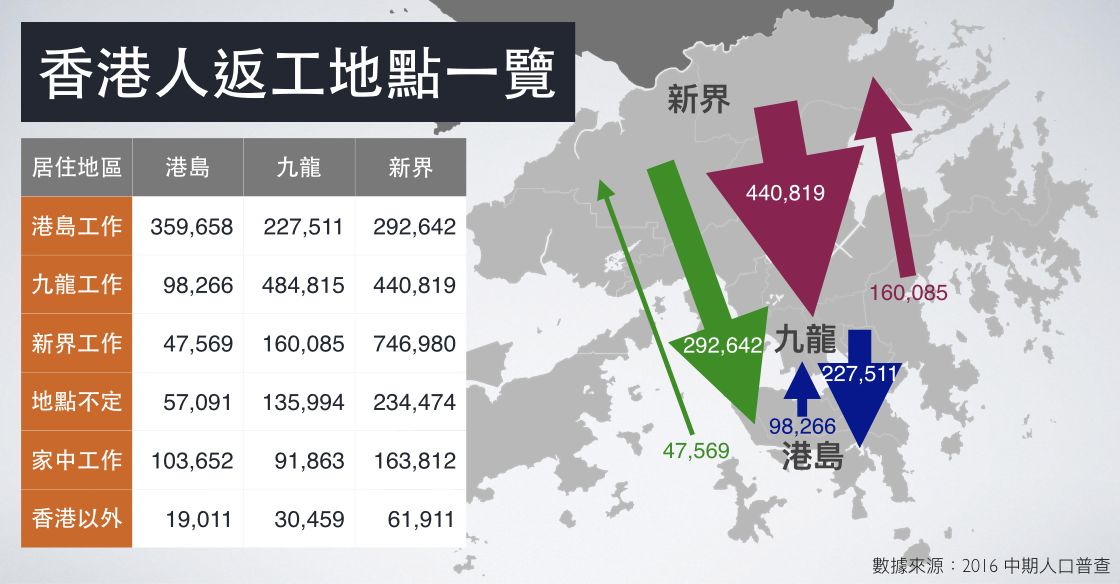 香港人返工地點一覽
居住地區 港島 九龍 新界
港島工作 359,658 227,511 292,642
九龍工作 98,266 484,815 440,819
新界工作 47,569 160,085 746,980
地點不定 57,091 135,994 234,474
家中工作 103,652 91,863 163,812
香港以外 19,011 30,459 61,911
新界
440,819
160,085
九龍
292,642
227,511
98,266
47,569
港島
數據來源：2016 中期人口普查